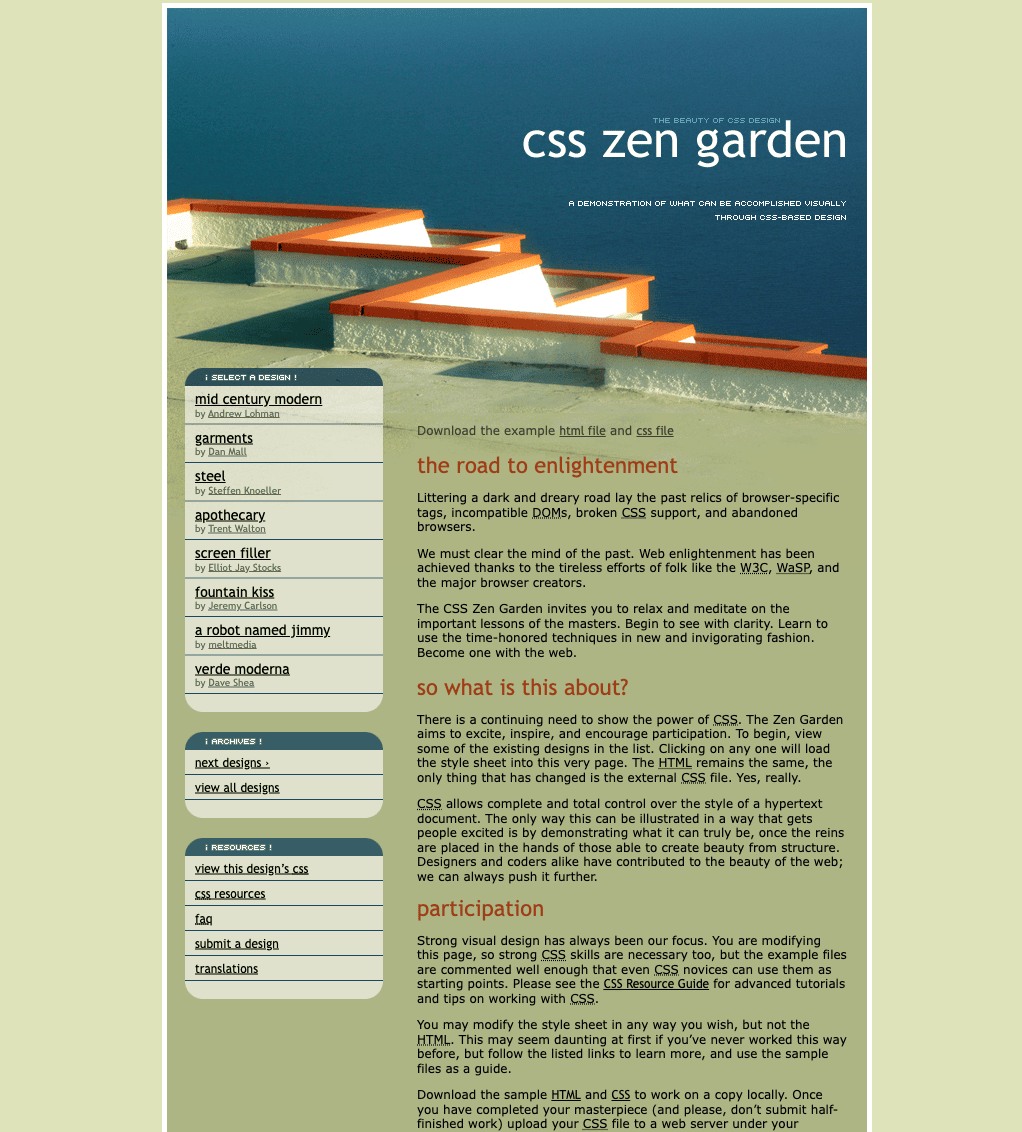 THE BEAUTY OF CSS DESIGN
css zen garden
A DEMONSTRATION OF WHAT CAN BE ACCOMPLISHED VISUALLY
THROUGH CSS-BASED DESIGN
¡ SELECT A DESIGN !
mid century modern
by Andrew Lohman
garments
by Dan Mall
steel
by Steffen Knoeller
apothecary
by Trent Walton
screen filler
by Elliot Jay Stocks
fountain kiss
by Jeremy Carlson
a robot named jimmy
by meltmedia
verde moderna
by Dave Shea
¡ ARCHIVES !
next designs ›
view all designs
¡ RESOURCES !
view this design’s css
css resources
faq
submit a design
translations
Download the example html file and css file
the road to enlightenment
Littering a dark and dreary road lay the past relics of browser-specific
tags, incompatible DOMs, broken CSS support, and abandoned
browsers.
We must clear the mind of the past. Web enlightenment has been
achieved thanks to the tireless efforts of folk like the W3C, WaSP, and
the major browser creators.
The CSS Zen Garden invites you to relax and meditate on the
important lessons of the masters. Begin to see with clarity. Learn to
use the time-honored techniques in new and invigorating fashion.
Become one with the web.
so what is this about?
There is a continuing need to show the power of CSS. The Zen Garden
aims to excite, inspire, and encourage participation. To begin, view
some of the existing designs in the list. Clicking on any one will load
the style sheet into this very page. The HTML remains the same, the
only thing that has changed is the external CSS file. Yes, really.
CSS allows complete and total control over the style of a hypertext
document. The only way this can be illustrated in a way that gets
people excited is by demonstrating what it can truly be, once the reins
are placed in the hands of those able to create beauty from structure.
Designers and coders alike have contributed to the beauty of the web;
we can always push it further.
participation
Strong visual design has always been our focus. You are modifying
this page, so strong CSS skills are necessary too, but the example files
are commented well enough that even CSS novices can use them as
starting points. Please see the CSS Resource Guide for advanced tutorials
and tips on working with CSS.
You may modify the style sheet in any way you wish, but not the
HTML. This may seem daunting at first if you’ve never worked this way
before, but follow the listed links to learn more, and use the sample
files as a guide.
Download the sample HTML and CSS to work on a copy locally. Once
you have completed your masterpiece (and please, don’t submit half-
finished work) upload your CSS file to a web server under your